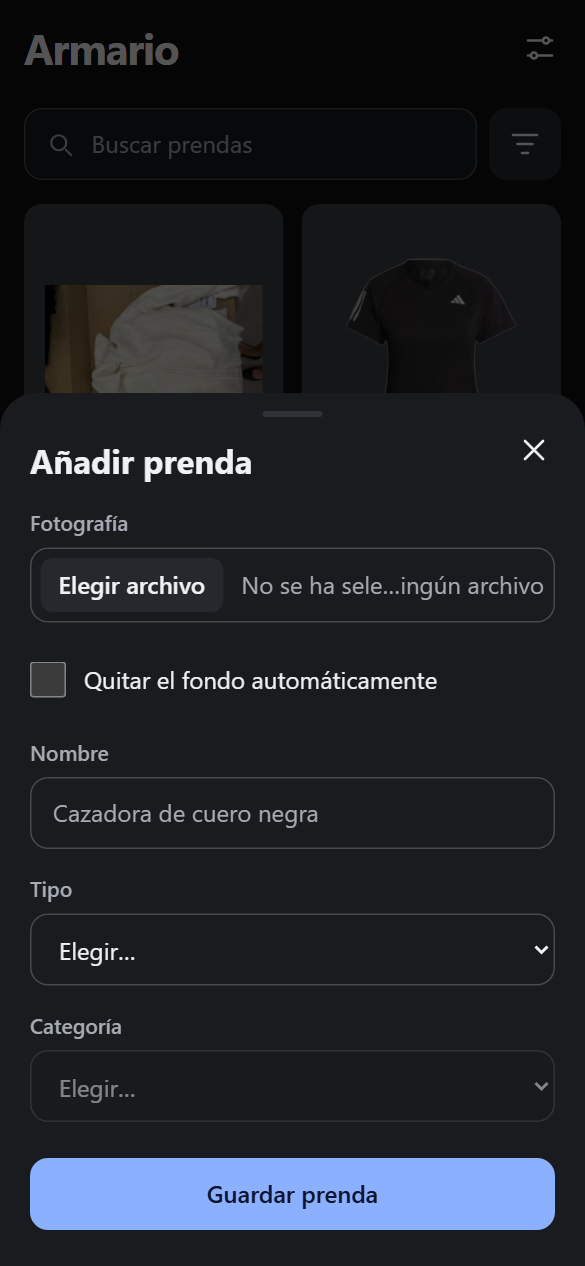 Armario
Buscar prendas
Añadir prenda
Fotografía
Elegir archivo
No se ha sele...ingún archivo
Quitar el fondo automáticamente
Nombre
Cazadora de cuero negra
Tipo
Elegir...
Categoría
Elegir...
Guardar prenda